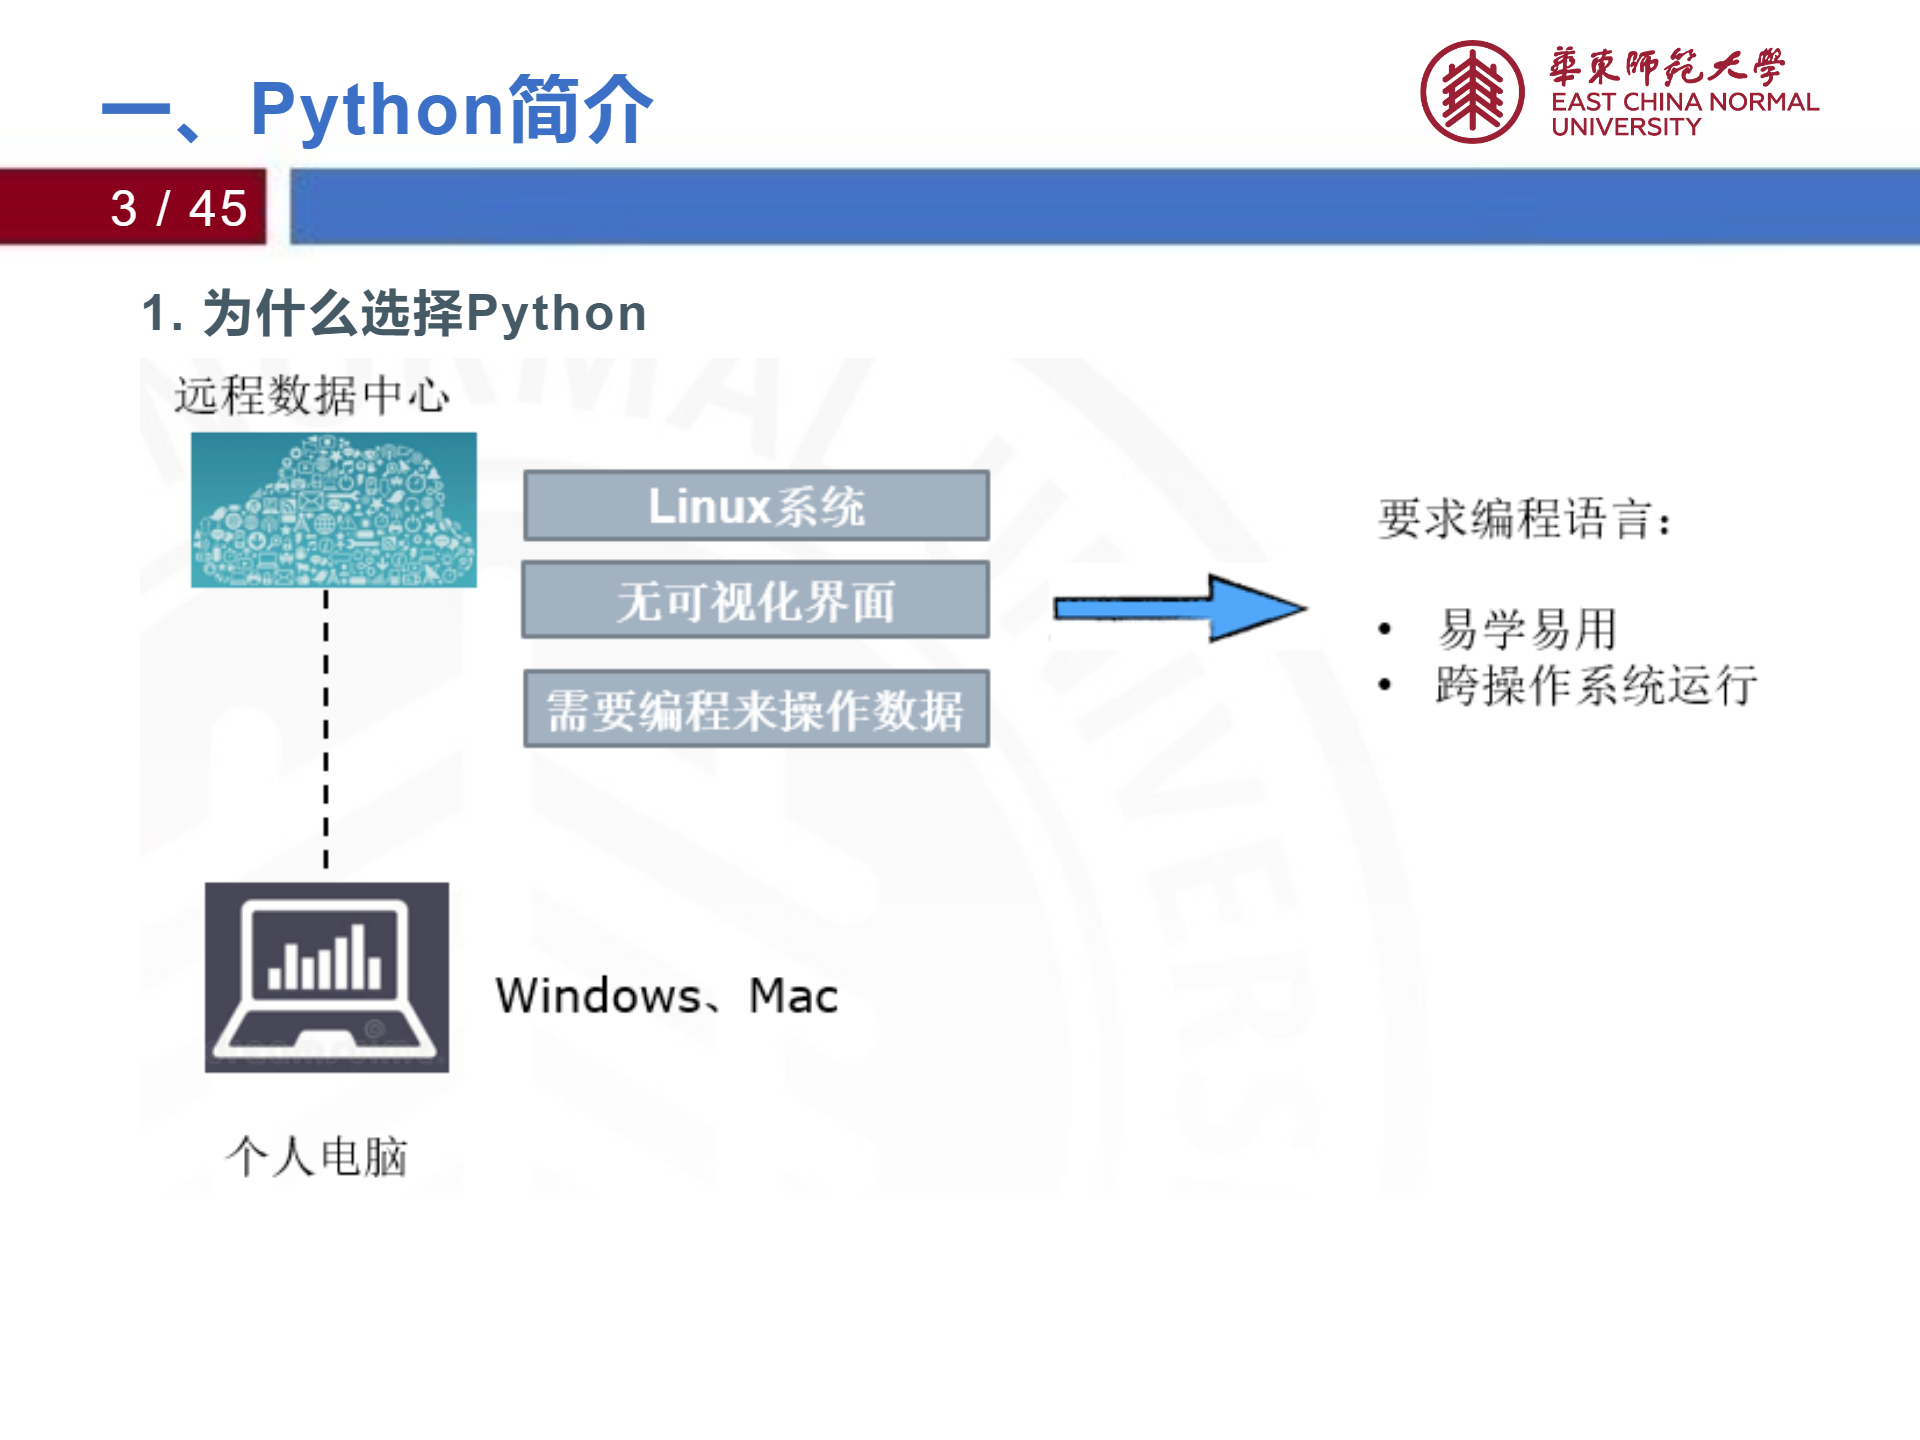 一、Python简介
華東師範大學
EAST CHINA NORMAL
UNIVERSITY
3 / 45
1. 为什么选择Python
远程数据中心
Linux系统
无可视化界面
需要编程来操作数据
要求编程语言：
• 易学易用
• 跨操作系统运行
Windows、Mac
个人电脑